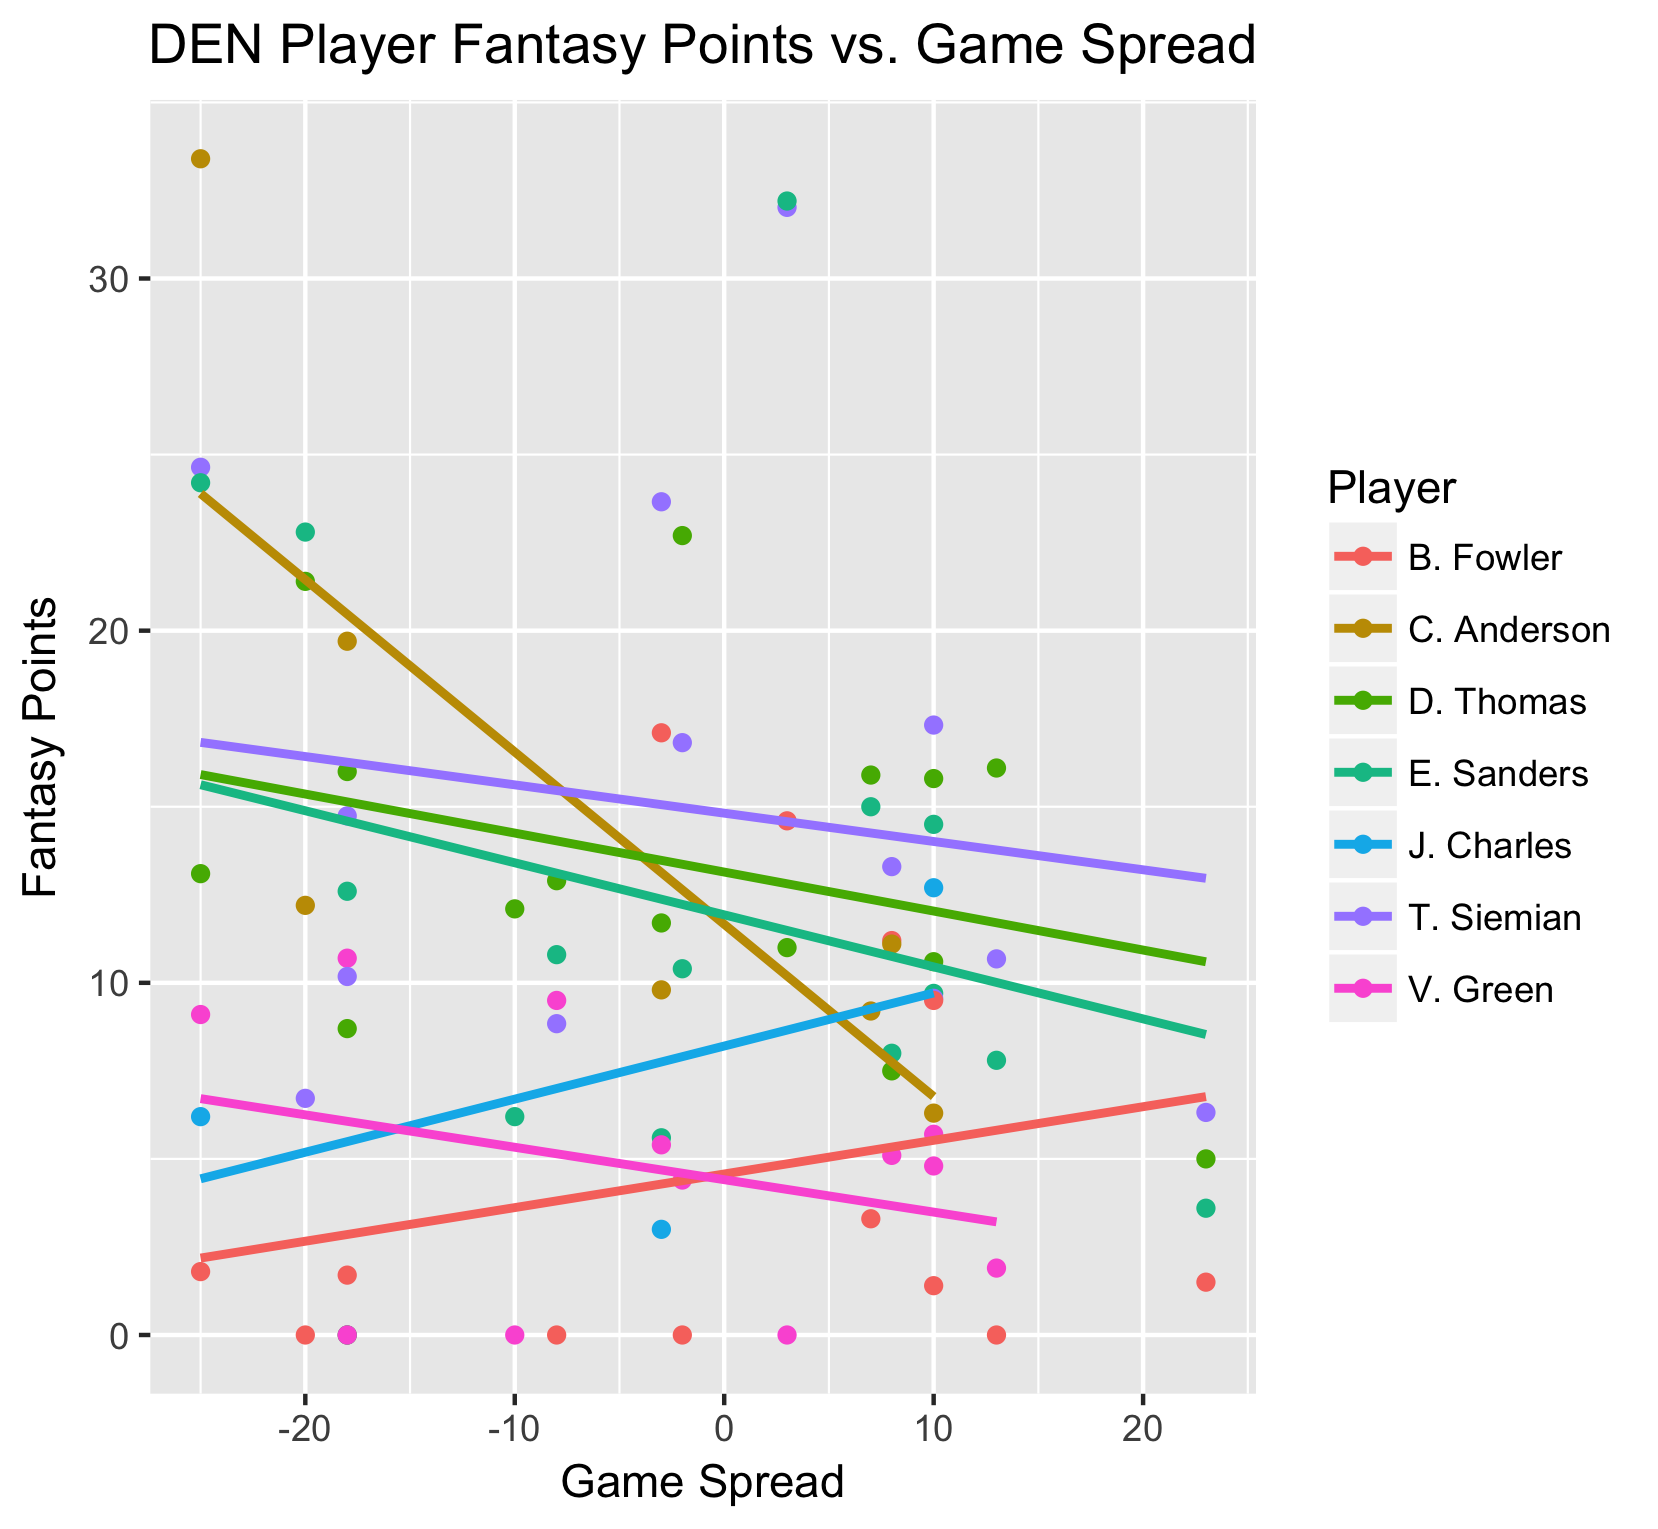 DEN Player Fantasy Points vs. Game Spread
30
20
10
0
Fantasy Points
-20 -10 0 10 20
Game Spread
Player
B. Fowler
C. Anderson
D. Thomas
E. Sanders
J. Charles
T. Siemian
V. Green